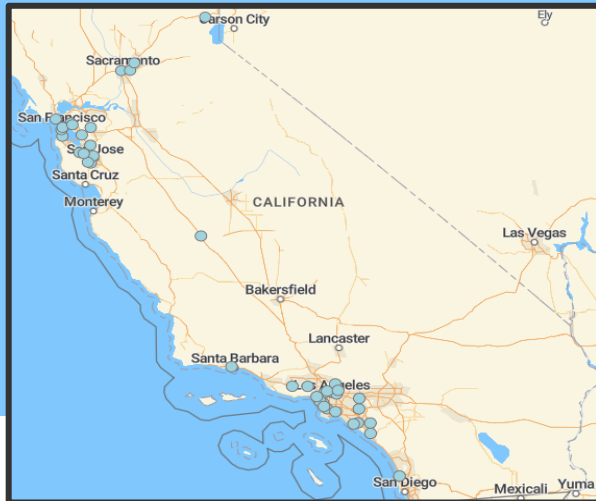 Carson City
Ely
Sacramento
San Francisco
San Jose
Santa Cruz
Monterey
CALIFORNIA
Las Vegas
Bakersfield
Lancaster
Santa Barbara
Los Angeles
San Diego
Mexicali
Yuma